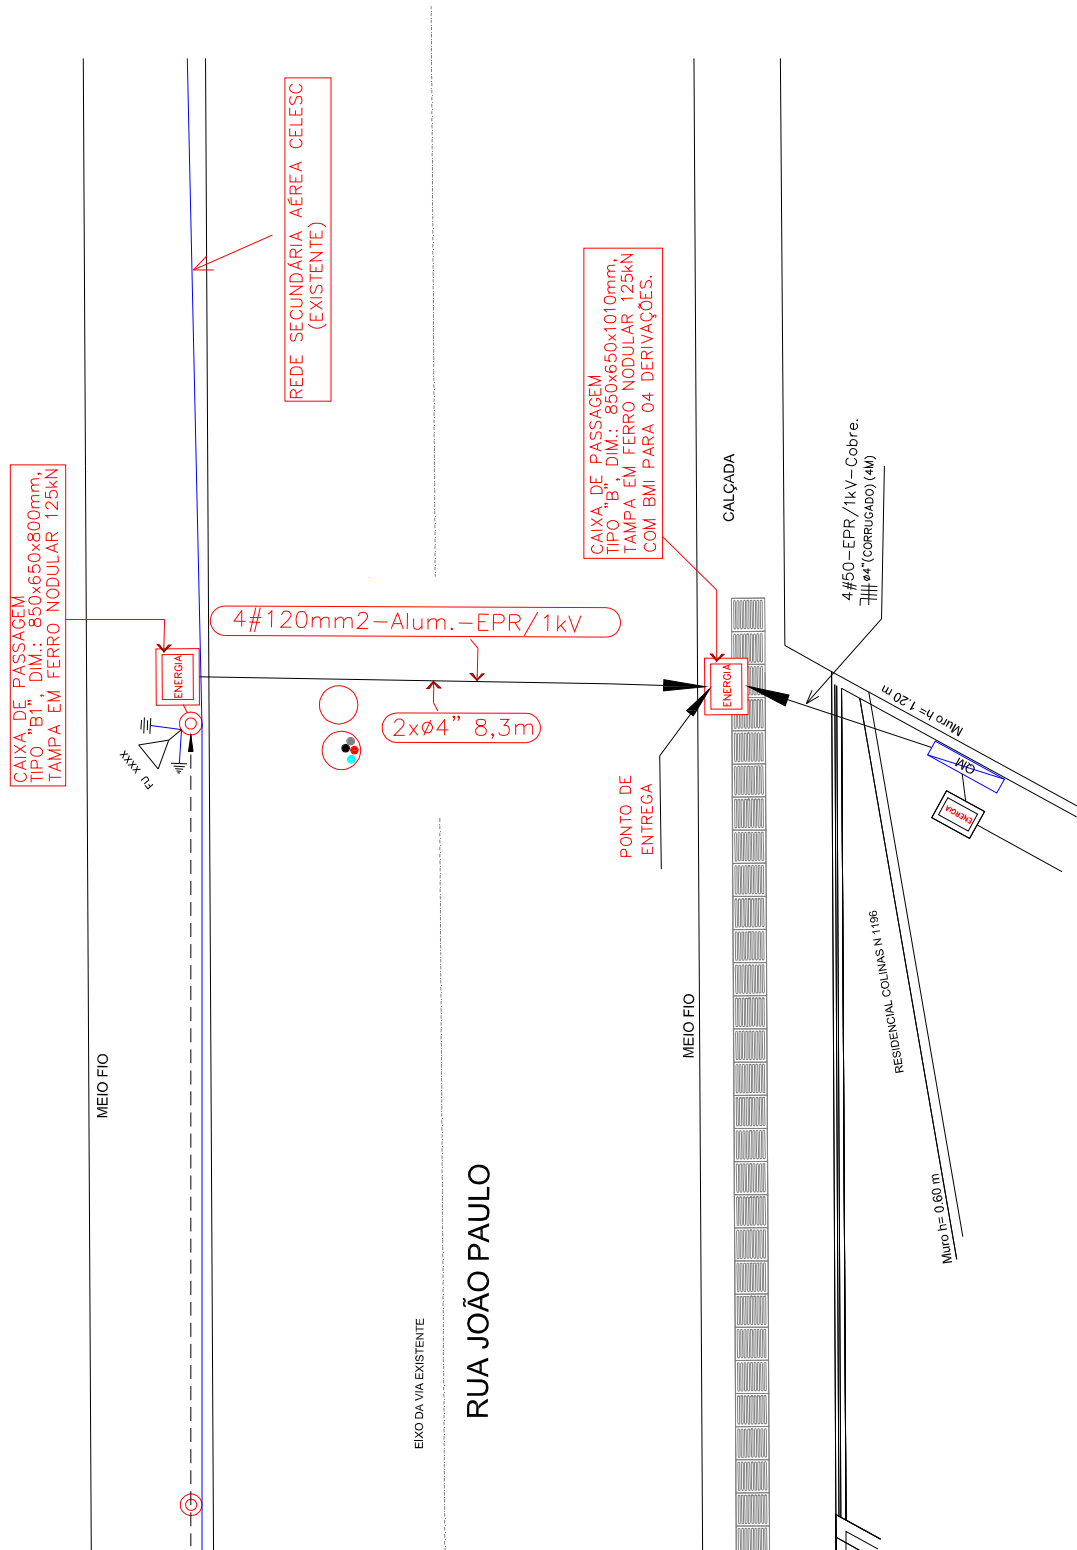 CAIXA DE PASSAGEM
TIPO "B1", DIM.: 850x650x800mm,
TAMPA EM FERRO NODULAR 125kN
REDE SECUNDÁRIA AÉREA CELESC
(EXISTENTE)
CAIXA DE PASSAGEM
TIPO "B", DIM.: 850x650x1010mm,
TAMPA EM FERRO NODULAR 125kN
COM BMI PARA 04 DERIVAÇÕES.
CALÇADA
4#50-EPR/1kV-Cobre.
ø4"(CORRUGADO)(4M)
4#120mm2-Alum.-EPR/1kV
2xø4" 8,3m
ENERGIA
ENERGIA
FU XXXX
PONTO DE
ENTREGA
Muro h= 1.20 m
QM
ENERGIA
RESIDENCIAL COLINAS N 1196
MEIO FIO
MEIO FIO
Muro h= 0.60 m
EIXO DA VIA EXISTENTE
RUA JOÃO PAULO